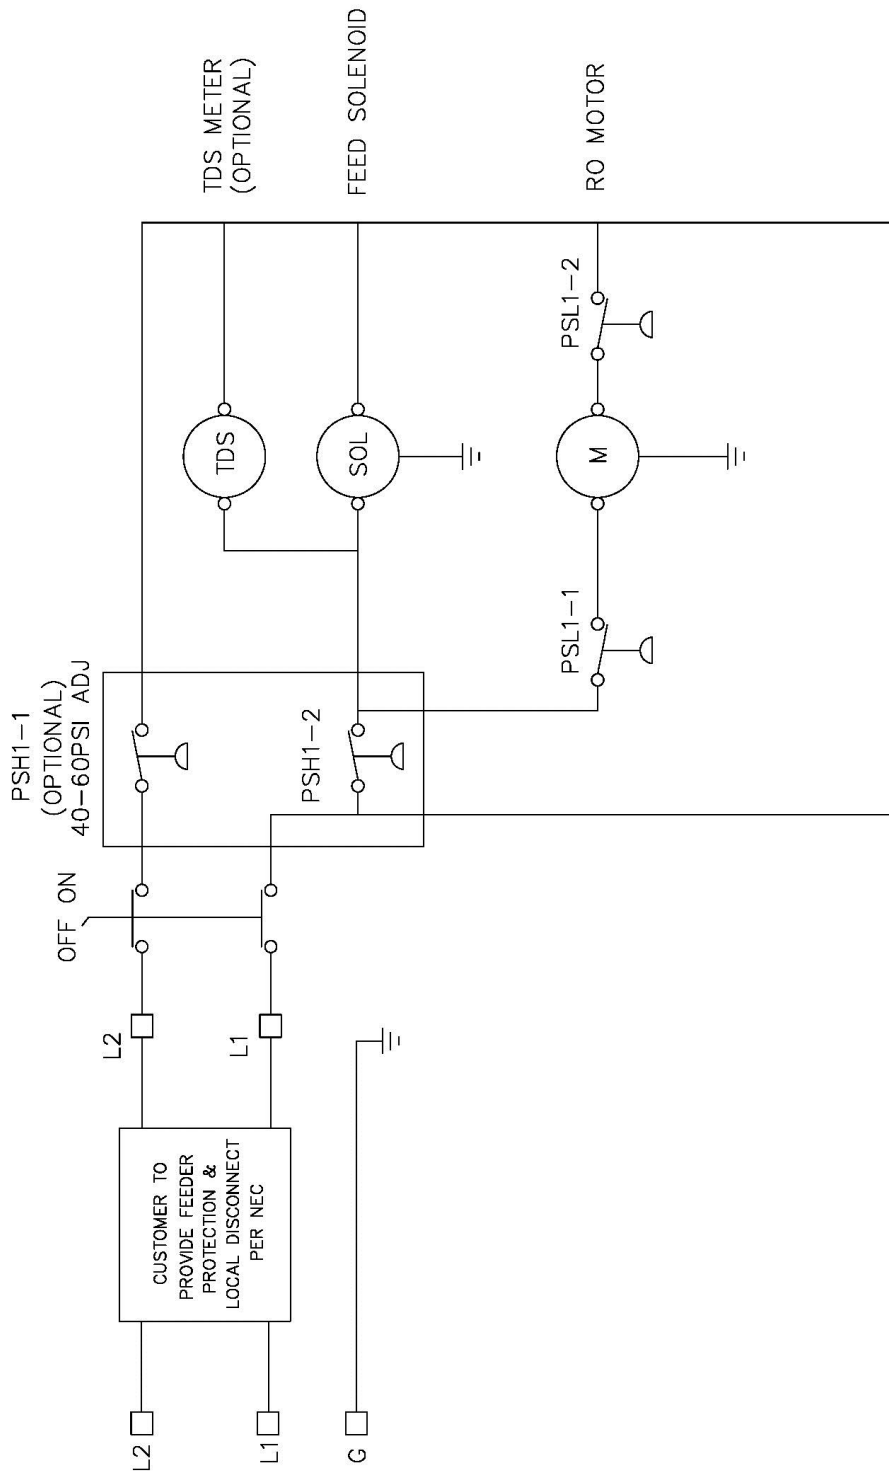 L2
L1
G
CUSTOMER TO
PROVIDE FEEDER
PROTECTION &
LOCAL DISCONNECT
PER NEC
L2
L1
OFF ON
PSH1-1
(OPTIONAL)
40-60PSI ADJ
PSH1-2
TDS
SOL
PSL1-1
M
PSL1-2
TDS METER
(OPTIONAL)
FEED SOLENOID
RO MOTOR